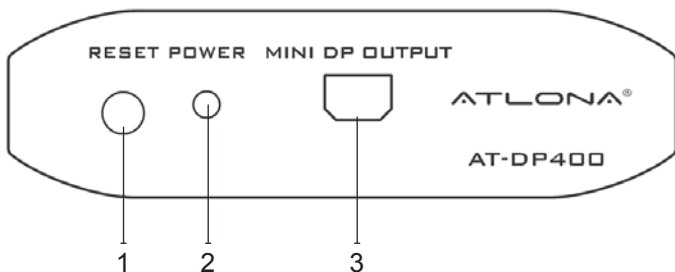 RESET POWER MINI DP OUTPUT
ATLONA®
AT-DP400
1 2 3